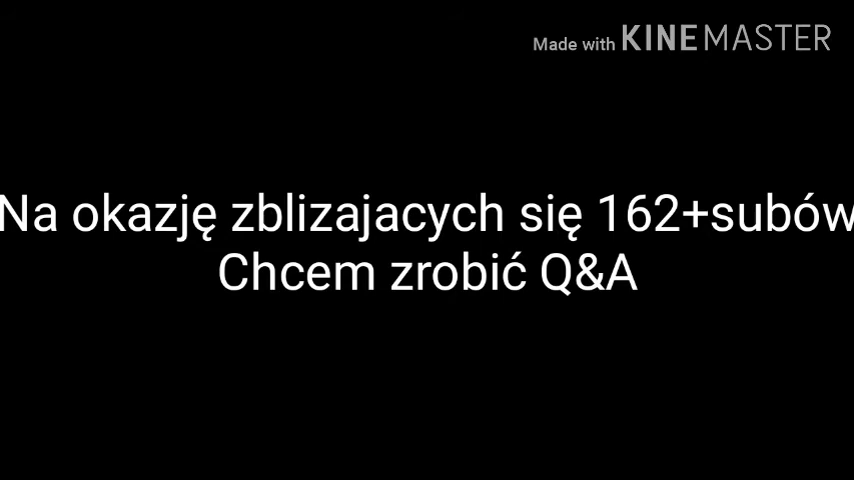 Made with KINEMASTER
Na okazję zblizajacych się 162+subów
Chcem zrobić Q&A